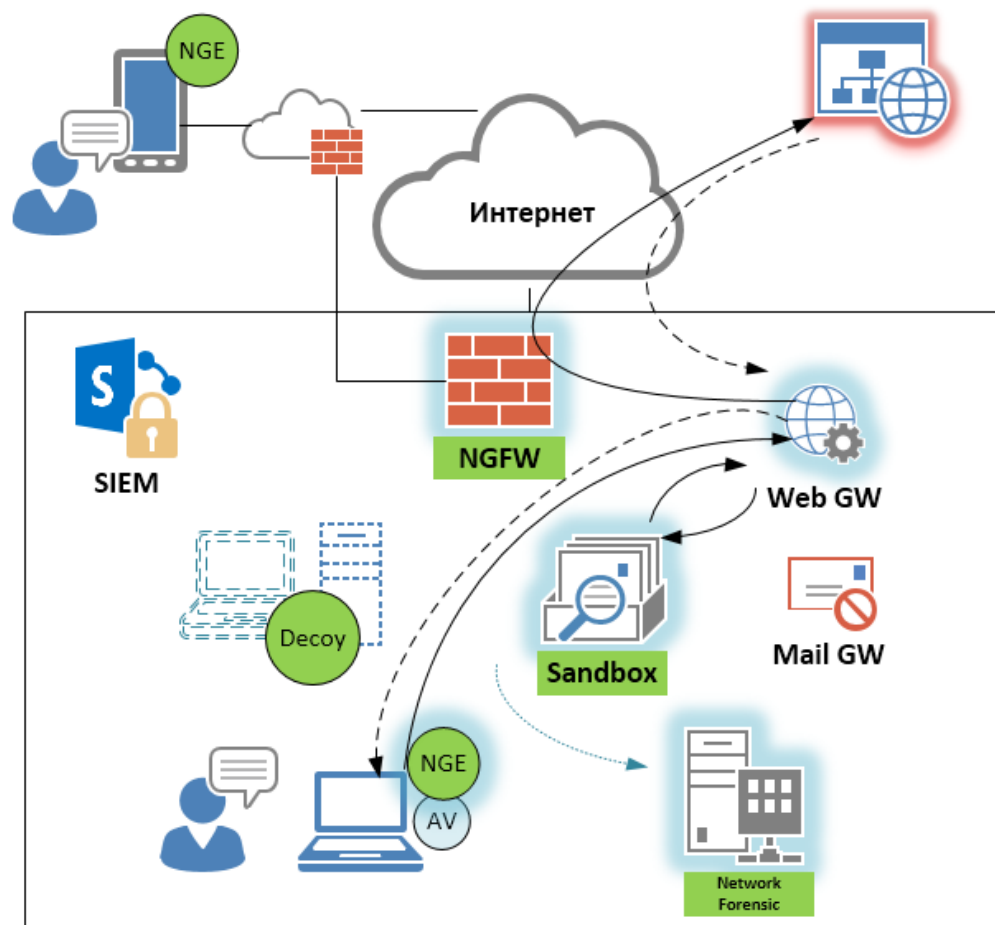 NGE
Интернет
S
SIEM
NGFW
Web GW
Decoy
Sandbox
Mail GW
NGE
AV
Network
Forensic